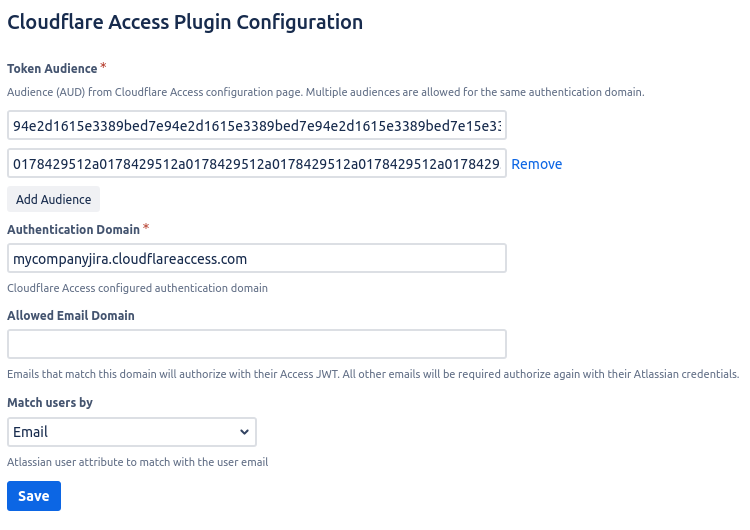 Cloudflare Access Plugin Configuration
Token Audience *
Audience (AUD) from Cloudflare Access configuration page. Multiple audiences are allowed for the same authentication domain.
94e2d1615e3389bed7e94e2d1615e3389bed7e94e2d1615e3389bed7e15e33
0178429512a0178429512a0178429512a0178429512a0178429512a0178429 Remove
Add Audience
Authentication Domain *
mycompanyjira.cloudflareaccess.com
Cloudflare Access configured authentication domain
Allowed Email Domain
Emails that match this domain will authorize with their Access JWT. All other emails will be required authorize again with their Atlassian credentials.
Match users by
Email
Atlassian user attribute to match with the user email
Save